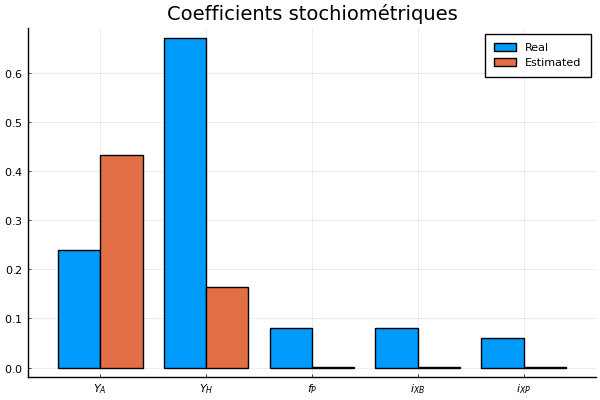 Coefficients stochiométriques
Real
Estimated
0.6
0.5
0.4
0.3
0.2
0.1
0.0
Y_A Y_H f_P i_XB i_XP